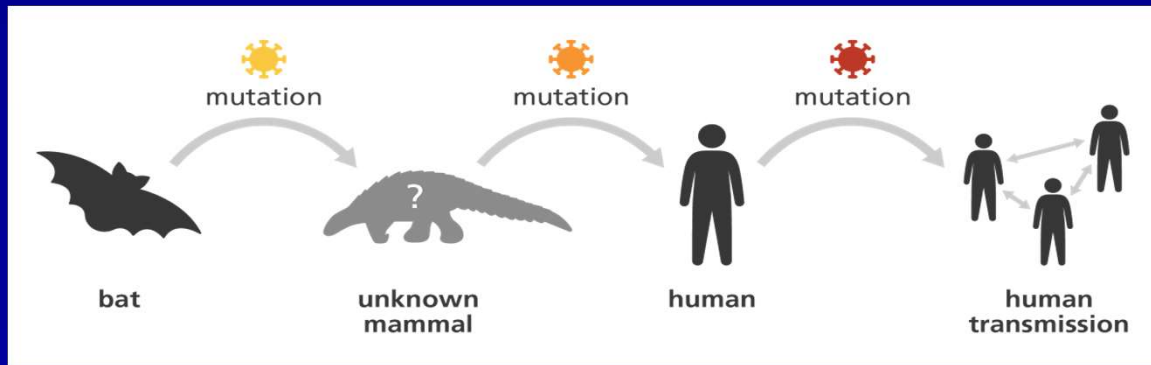 mutation
mutation
mutation
?
bat
unknown
mammal
human
human
transmission